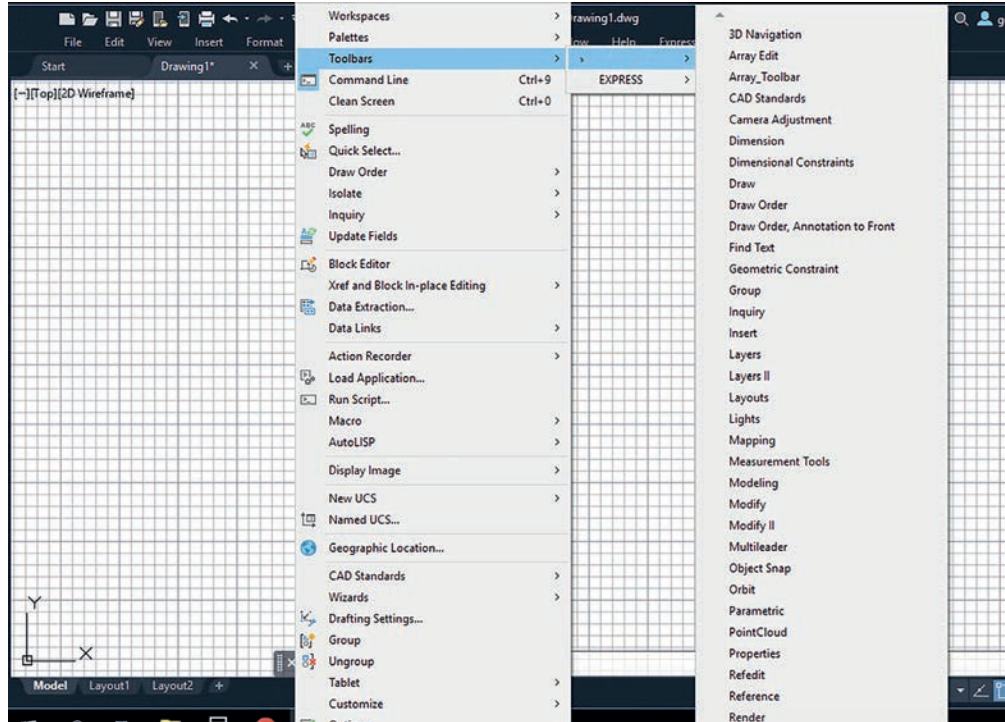 rawing1.dwg
File Edit View Insert Format
Help Express
Start
Drawing1*
[−][Top][2D Wireframe]
Workspaces
Palettes
Toolbars
Command Line Ctrl+9
Clean Screen Ctrl+0
Spelling
Quick Select...
Draw Order
Isolate
Inquiry
Update Fields
Block Editor
Xref and Block In-place Editing
Data Extraction...
Data Links
Action Recorder
Load Application...
Run Script...
Macro
AutoLISP
Display Image
New UCS
Named UCS...
Geographic Location...
CAD Standards
Wizards
Drafting Settings...
Group
Ungroup
Tablet
Customize
EXPRESS
3D Navigation
Array Edit
Array_Toolbar
CAD Standards
Camera Adjustment
Dimension
Dimensional Constraints
Draw
Draw Order
Draw Order, Annotation to Front
Find Text
Geometric Constraint
Group
Inquiry
Insert
Layers
Layers II
Layouts
Lights
Mapping
Measurement Tools
Modeling
Modify
Modify II
Multileader
Object Snap
Orbit
Parametric
PointCloud
Properties
Refedit
Reference
Render
Y
X
Model Layout1 Layout2 +